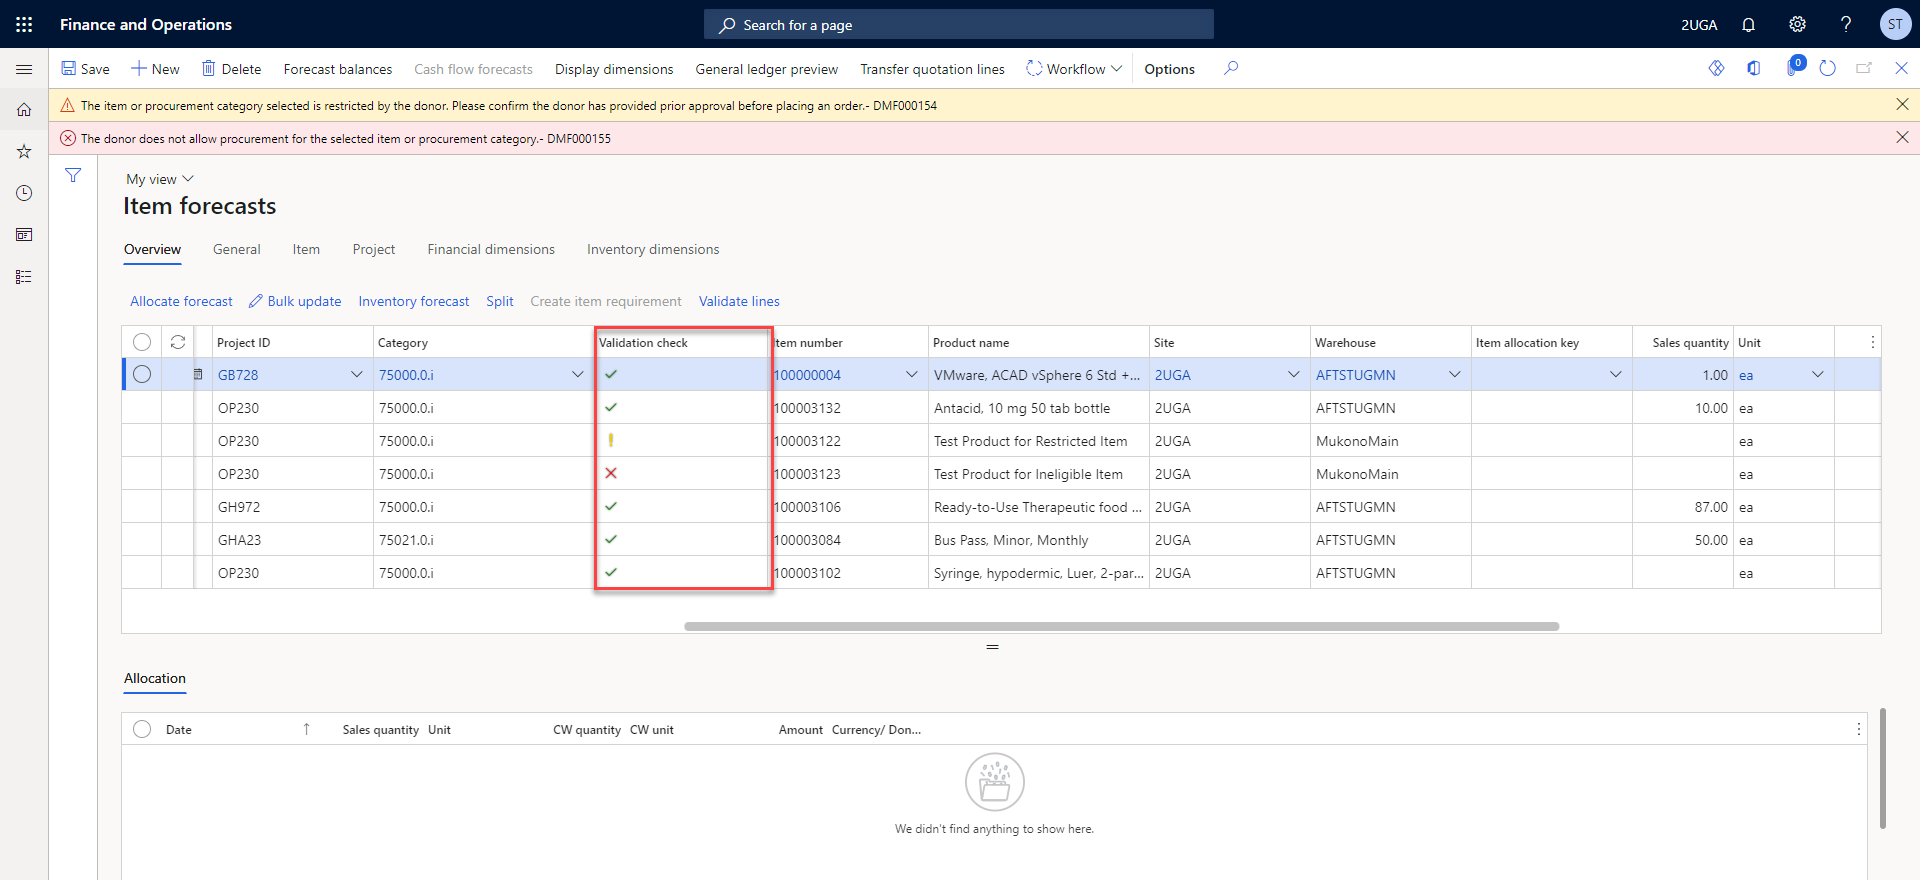 Finance and Operations
Search for a page
2UGA
ST
Save New Delete Forecast balances Cash flow forecasts Display dimensions General ledger preview Transfer quotation lines Workflow Options 0
The item or procurement category selected is restricted by the donor. Please confirm the donor has provided prior approval before placing an order.- DMF000154
The donor does not allow procurement for the selected item or procurement category.- DMF000155
My view
Item forecasts
Overview General Item Project Financial dimensions Inventory dimensions
Allocate forecast Bulk update Inventory forecast Split Create item requirement Validate lines
Project ID Category Validation check Item number Product name Site Warehouse Item allocation key Sales quantity Unit
GB728 75000.0.i 100000004 VMware, ACAD vSphere 6 Std +... 2UGA AFTSTUGMN 1.00 ea
OP230 75000.0.i 100003132 Antacid, 10 mg 50 tab bottle 2UGA AFTSTUGMN 10.00 ea
OP230 75000.0.i 100003122 Test Product for Restricted Item 2UGA MukonoMain ea
OP230 75000.0.i 100003123 Test Product for Ineligible Item 2UGA MukonoMain ea
GH972 75000.0.i 100003106 Ready-to-Use Therapeutic food ... 2UGA AFTSTUGMN 87.00 ea
GHA23 75021.0.i 100003084 Bus Pass, Minor, Monthly 2UGA AFTSTUGMN 50.00 ea
OP230 75000.0.i 100003102 Syringe, hypodermic, Luer, 2-par... 2UGA AFTSTUGMN ea
Allocation
Date Sales quantity Unit CW quantity CW unit Amount Currency/ Don...
We didn't find anything to show here.